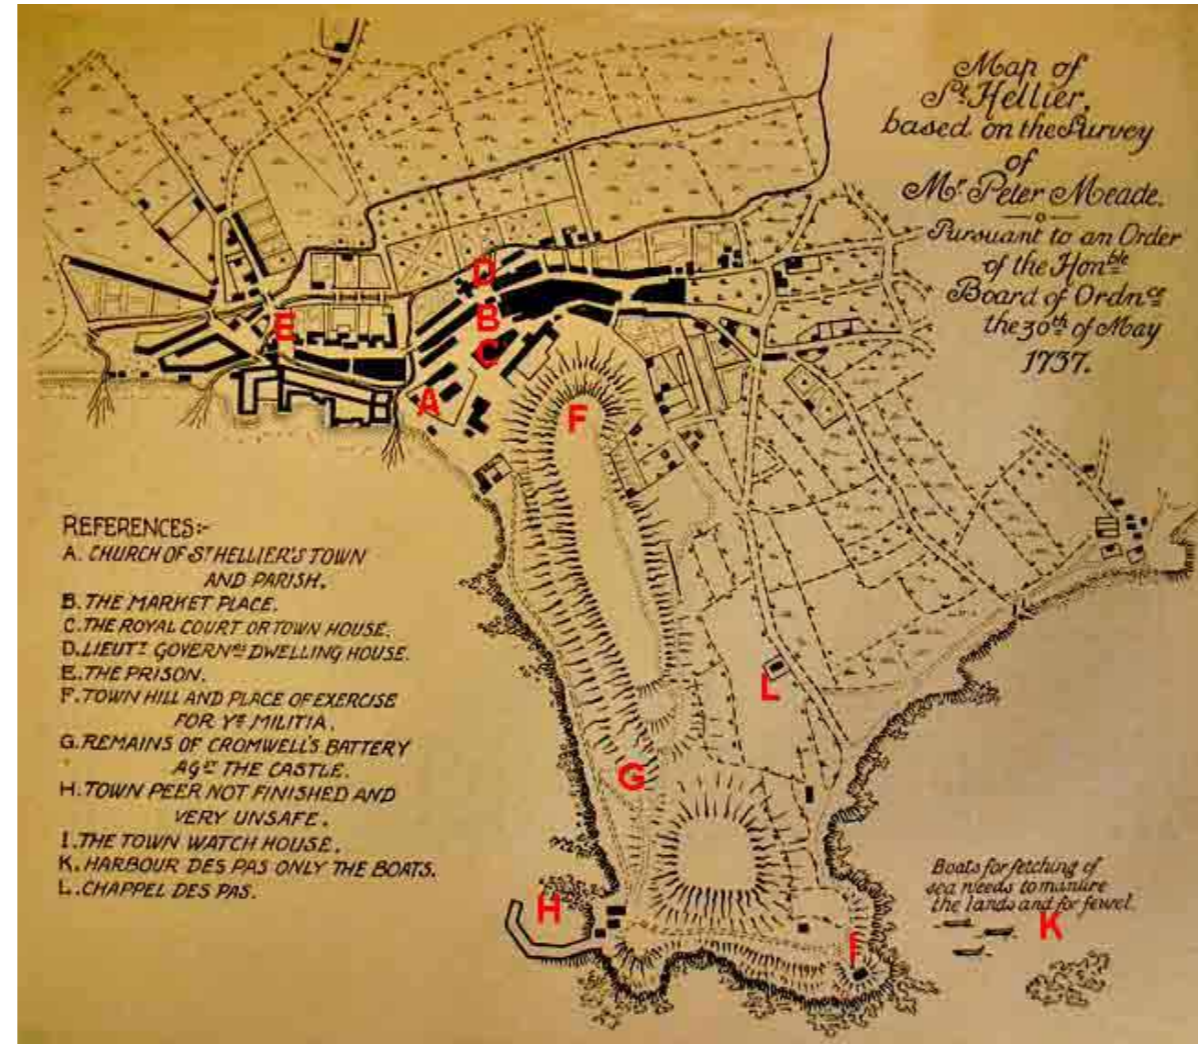 Map of
St. Hellier,
based on the Survey
of
Mr. Peter Meade.
Pursuant to an Order
of the Honble
Board of Ordnce
the 30th of May
1737.
D
E
B
C
A
F
REFERENCES:-
A. CHURCH OF ST HELLIER'S TOWN
AND PARISH.
B. THE MARKET PLACE.
C. THE ROYAL COURT OR TOWN HOUSE.
D. LIEUTT GOVERNRS DWELLING HOUSE.
E. THE PRISON.
F. TOWN HILL AND PLACE OF EXERCISE
FOR YE MILITIA.
G. REMAINS OF CROMWELL'S BATTERY
AGST THE CASTLE.
H. TOWN PEER NOT FINISHED AND
VERY UNSAFE.
I. THE TOWN WATCH HOUSE.
K. HARBOUR DES PAS ONLY THE BOATS.
L. CHAPPEL DES PAS.
L
G
Boats for fetching of
sea weeds to manure
the lands and for fewel.
H
K
I